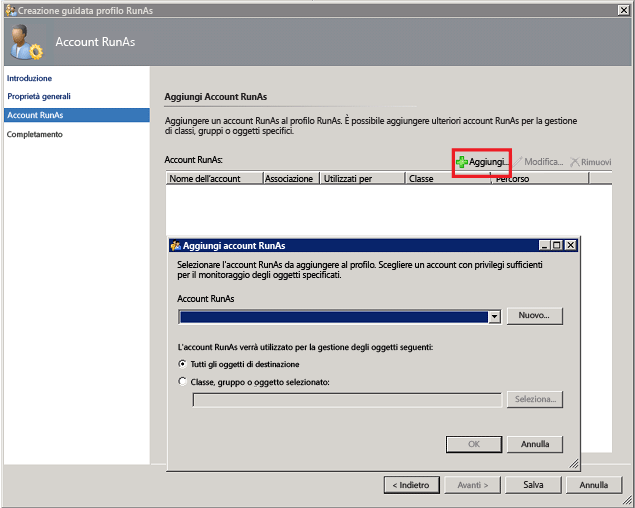 Creazione guidata profilo RunAs
Account RunAs
Introduzione
Proprietà generali
Account RunAs
Completamento
Aggiungi Account RunAs
Aggiungere un account RunAs al profilo RunAs. È possibile aggiungere ulteriori account RunAs per la gestione
di classi, gruppi o oggetti specifici.
Account RunAs:
Aggiungi... Modifica... Rimuovi
Nome dell'account Associazione Utilizzati per Classe Percorso
Aggiungi account RunAs
Selezionare l'account RunAs da aggiungere al profilo. Scegliere un account con privilegi sufficienti
per il monitoraggio degli oggetti specificati.
Account RunAs
Nuovo...
L'account RunAs verrà utilizzato per la gestione degli oggetti seguenti:
Tutti gli oggetti di destinazione
Classe, gruppo o oggetto selezionato:
Seleziona...
OK Annulla
< Indietro Avanti > Salva Annulla